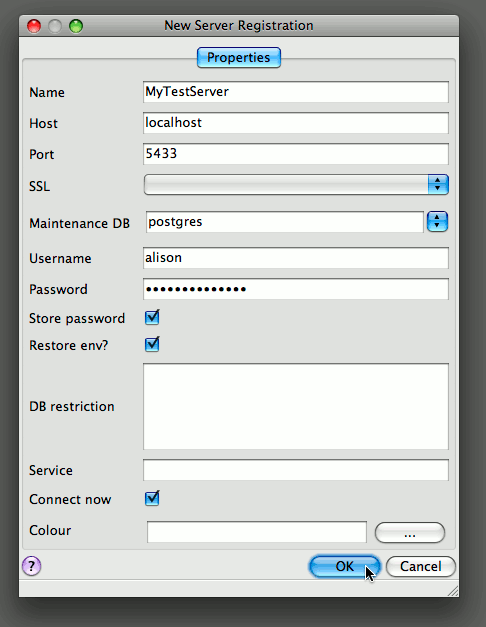 New Server Registration
Properties
Name MyTestServer
Host localhost
Port 5433
SSL
Maintenance DB postgres
Username alison
Password ••••••••••••••
Store password
Restore env?
DB restriction
Service
Connect now
Colour ...
? OK Cancel